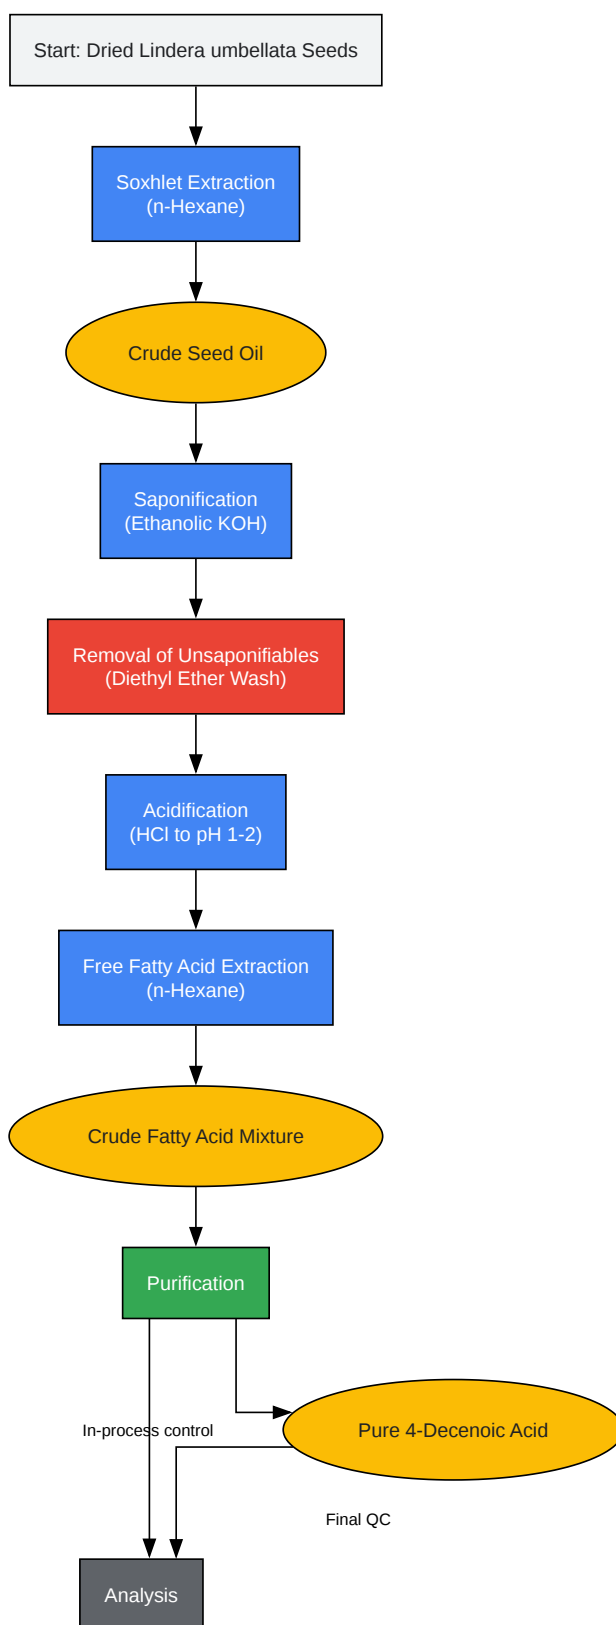 Start: Dried Lindera umbellata Seeds
Soxhlet Extraction
(n-Hexane)
Crude Seed Oil
Saponification
(Ethanolic KOH)
Removal of Unsaponifiables
(Diethyl Ether Wash)
Acidification
(HCl to pH 1-2)
Free Fatty Acid Extraction
(n-Hexane)
Crude Fatty Acid Mixture
Purification
In-process control
Pure 4-Decenoic Acid
Final QC
Analysis